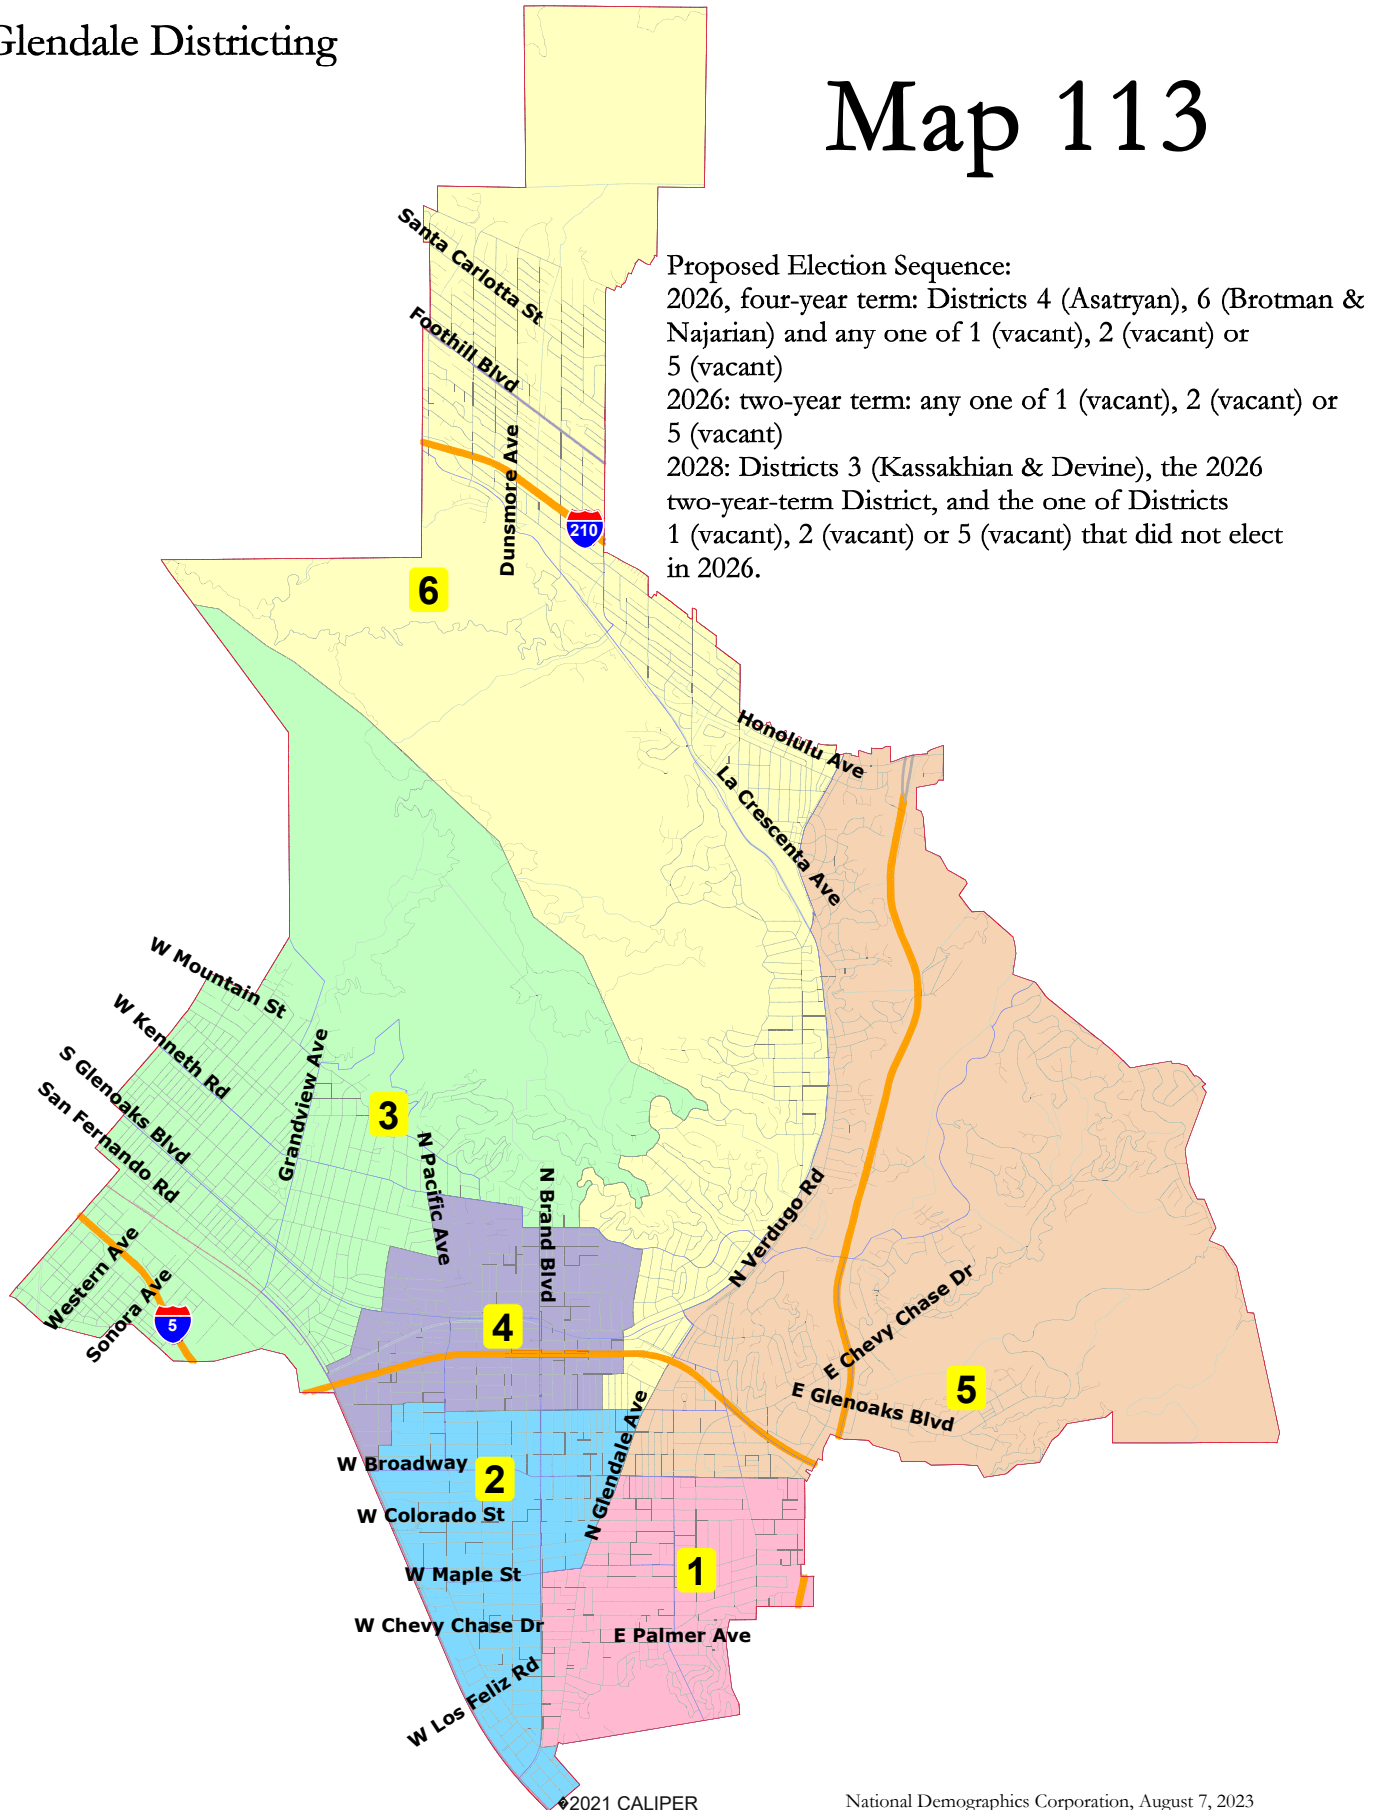 Glendale Districting
Map 113
Proposed Election Sequence:
2026, four-year term: Districts 4 (Asatryan), 6 (Brotman &
Najarian) and any one of 1 (vacant), 2 (vacant) or
5 (vacant)
2026: two-year term: any one of 1 (vacant), 2 (vacant) or
5 (vacant)
2028: Districts 3 (Kassakhian & Devine), the 2026
two-year-term District, and the one of Districts
1 (vacant), 2 (vacant) or 5 (vacant) that did not elect
in 2026.
Santa Carlotta St
Foothill Blvd
Dunsmore Ave
210
6
Honolulu Ave
La Crescenta Ave
W Mountain St
W Kenneth Rd
S Glenoaks Blvd
San Fernando Rd
Grandview Ave
3
N Pacific Ave
N Brand Blvd
N Verdugo Rd
Western Ave
Sonora Ave
5
4
E Chevy Chase Dr
E Glenoaks Blvd
5
N Glendale Ave
W Broadway
2
W Colorado St
W Maple St
1
W Chevy Chase Dr
E Palmer Ave
W Los Feliz Rd
�2021 CALIPER
National Demographics Corporation, August 7, 2023